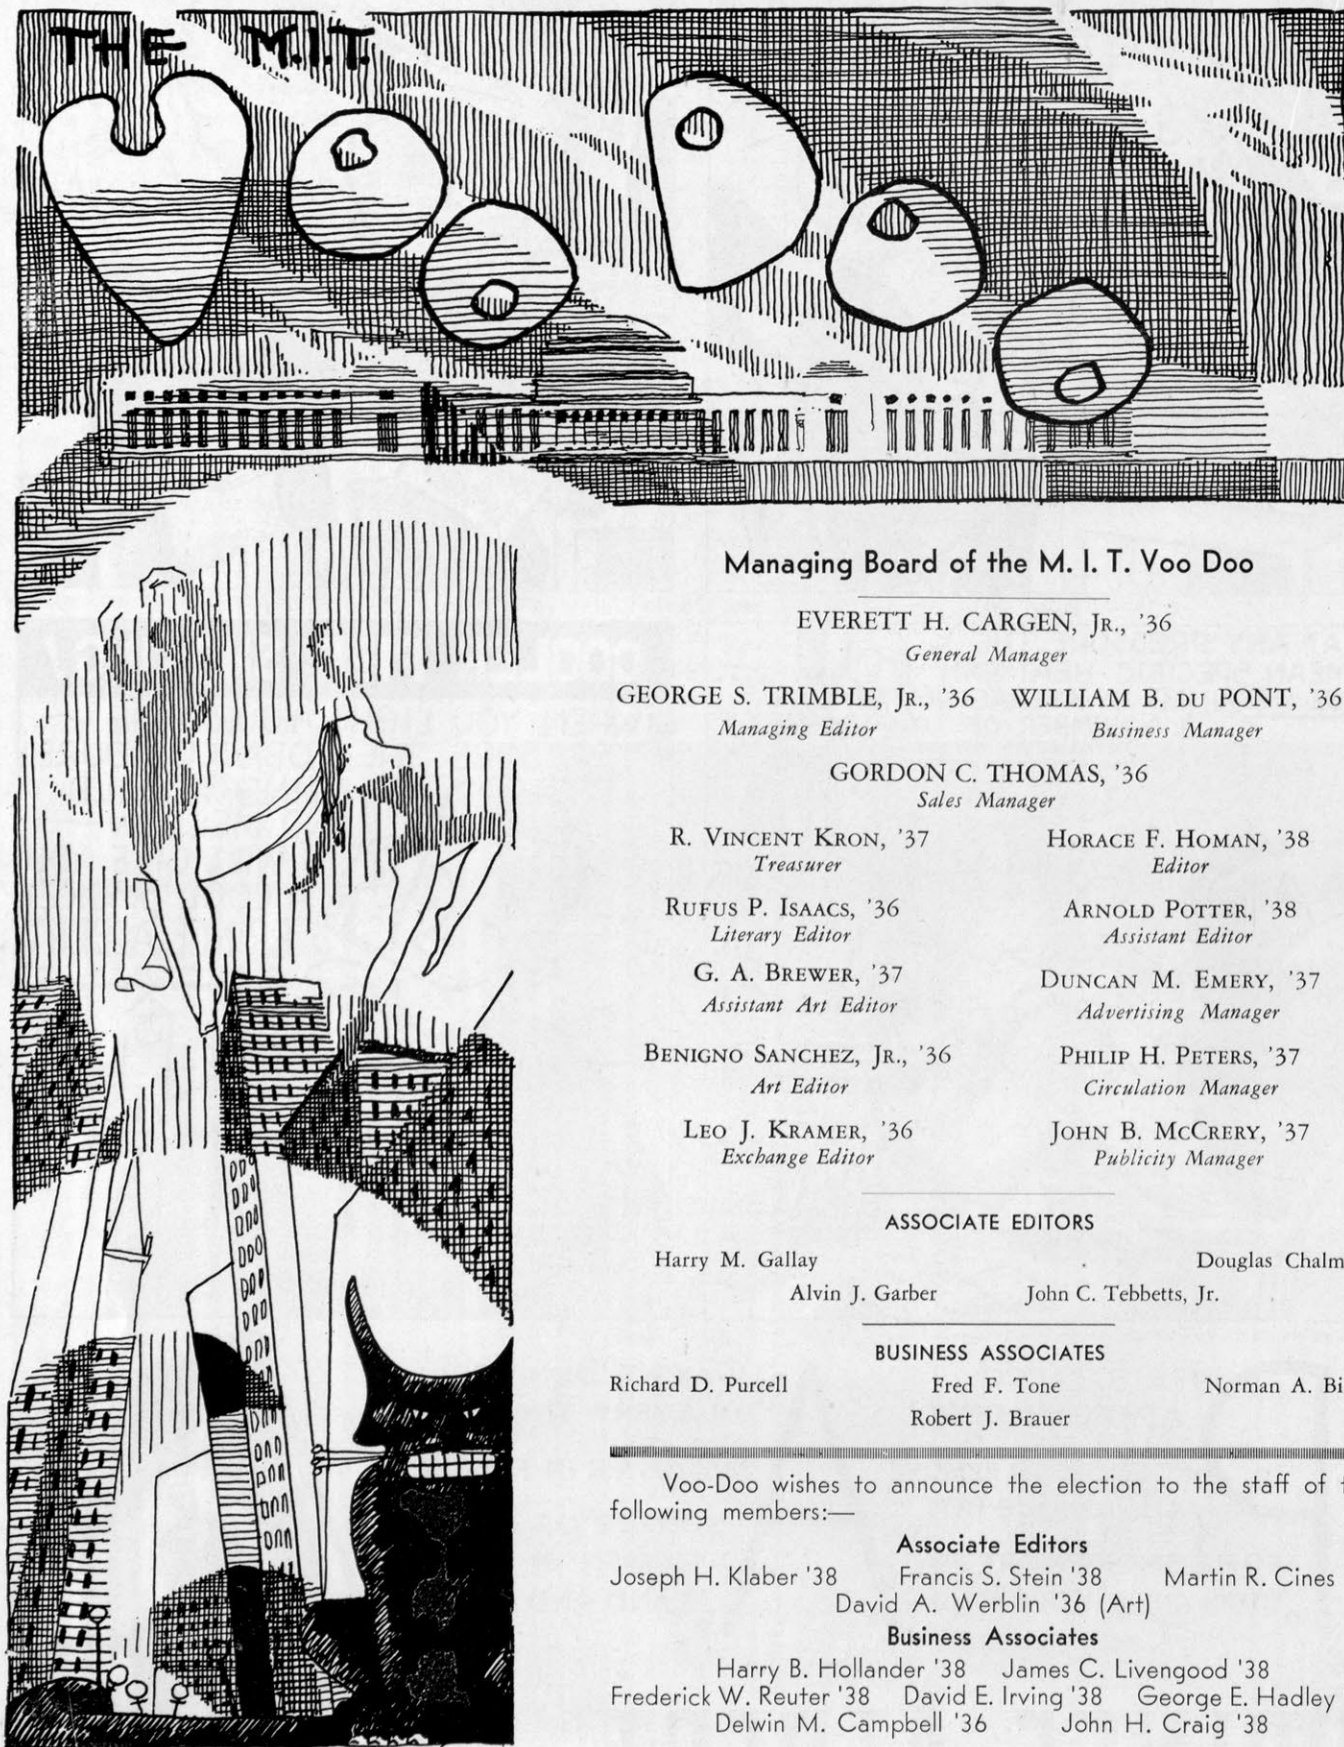 THE M.I.T.
VOO DOO
Managing Board of the M. I. T. Voo Doo
EVERETT H. CARGEN, JR., '36
General Manager
GEORGE S. TRIMBLE, JR., '36 WILLIAM B. DU PONT, '36
Managing Editor Business Manager
GORDON C. THOMAS, '36
Sales Manager
R. VINCENT KRON, '37 HORACE F. HOMAN, '38
Treasurer Editor
RUFUS P. ISAACS, '36 ARNOLD POTTER, '38
Literary Editor Assistant Editor
G. A. BREWER, '37 DUNCAN M. EMERY, '37
Assistant Art Editor Advertising Manager
BENIGNO SANCHEZ, JR., '36 PHILIP H. PETERS, '37
Art Editor Circulation Manager
LEO J. KRAMER, '36 JOHN B. MCCRERY, '37
Exchange Editor Publicity Manager
ASSOCIATE EDITORS
Harry M. Gallay Douglas
Alvin J. Garber John C. Tebbetts, Jr.
BUSINESS ASSOCIATES
Richard D. Purcell Fred F. Tone Norman A.
Robert J. Brauer
Voo-Doo wishes to announce the election to the staff of
following members:—
Associate Editors
Joseph H. Klaber '38 Francis S. Stein '38 Martin R. Cines
David A. Werblin '36 (Art)
Business Associates
Harry B. Hollander '38 James C. Livengood '38
Frederick W. Reuter '38 David E. Irving '38 George E. Hadley
Delwin M. Campbell '36 John H. Craig '38